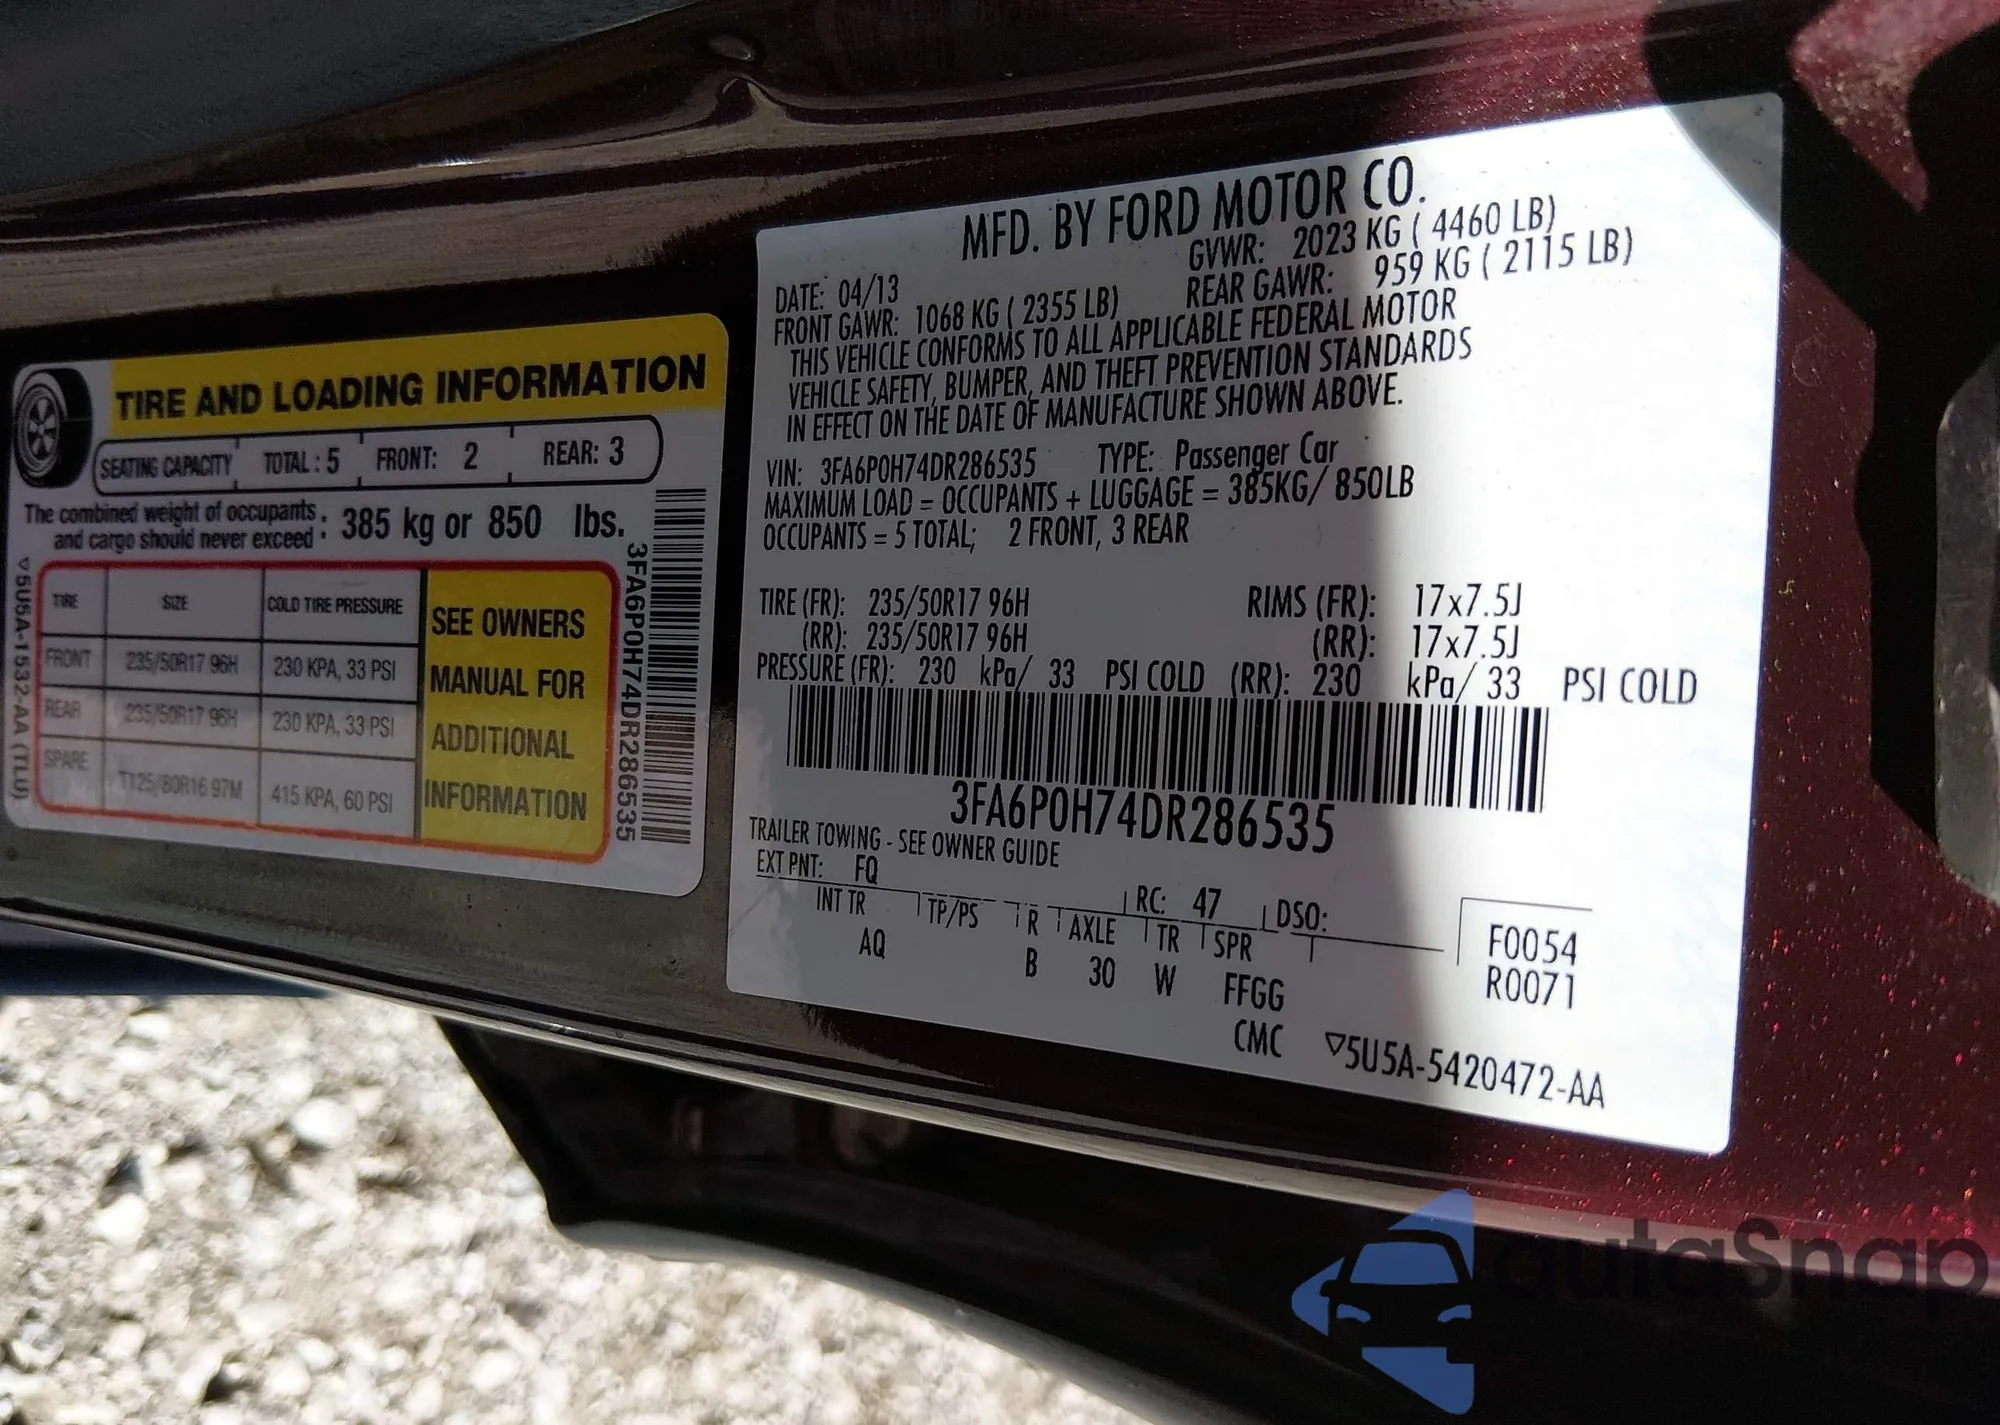 TIRE AND LOADING INFORMATION
SEATING CAPACITY TOTAL : 5 FRONT: 2 REAR: 3
The combined weight of occupants and cargo should never exceed : 385 kg or 850 lbs.
TIRE SIZE COLD TIRE PRESSURE
FRONT 235/50R17 96H 230 KPA, 33 PSI
REAR 235/50R17 96H 230 KPA, 33 PSI
SPARE T125/80R16 97M 415 KPA, 60 PSI
SEE OWNERS
MANUAL FOR
ADDITIONAL
INFORMATION
5U5A-1532-AA (TLU)
3FA6P0H74DR286535
MFD. BY FORD MOTOR CO.
DATE: 04/13 GVWR: 2023 KG ( 4460 LB)
FRONT GAWR: 1068 KG ( 2355 LB) REAR GAWR: 959 KG ( 2115 LB)
THIS VEHICLE CONFORMS TO ALL APPLICABLE FEDERAL MOTOR
VEHICLE SAFETY, BUMPER, AND THEFT PREVENTION STANDARDS
IN EFFECT ON THE DATE OF MANUFACTURE SHOWN ABOVE.
VIN: 3FA6P0H74DR286535 TYPE: Passenger Car
MAXIMUM LOAD = OCCUPANTS + LUGGAGE = 385KG/ 850LB
OCCUPANTS = 5 TOTAL; 2 FRONT, 3 REAR
TIRE (FR): 235/50R17 96H RIMS (FR): 17x7.5J
(RR): 235/50R17 96H (RR): 17x7.5J
PRESSURE (FR): 230 kPa/ 33 PSI COLD (RR): 230 kPa/ 33 PSI COLD
3FA6P0H74DR286535
TRAILER TOWING - SEE OWNER GUIDE
EXT PNT: FQ RC: 47 DSO:
INT TR TP/PS R AXLE TR SPR
AQ B 30 W FFGG
CMC
F0054
R0071
5U5A-5420472-AA
autaSnap